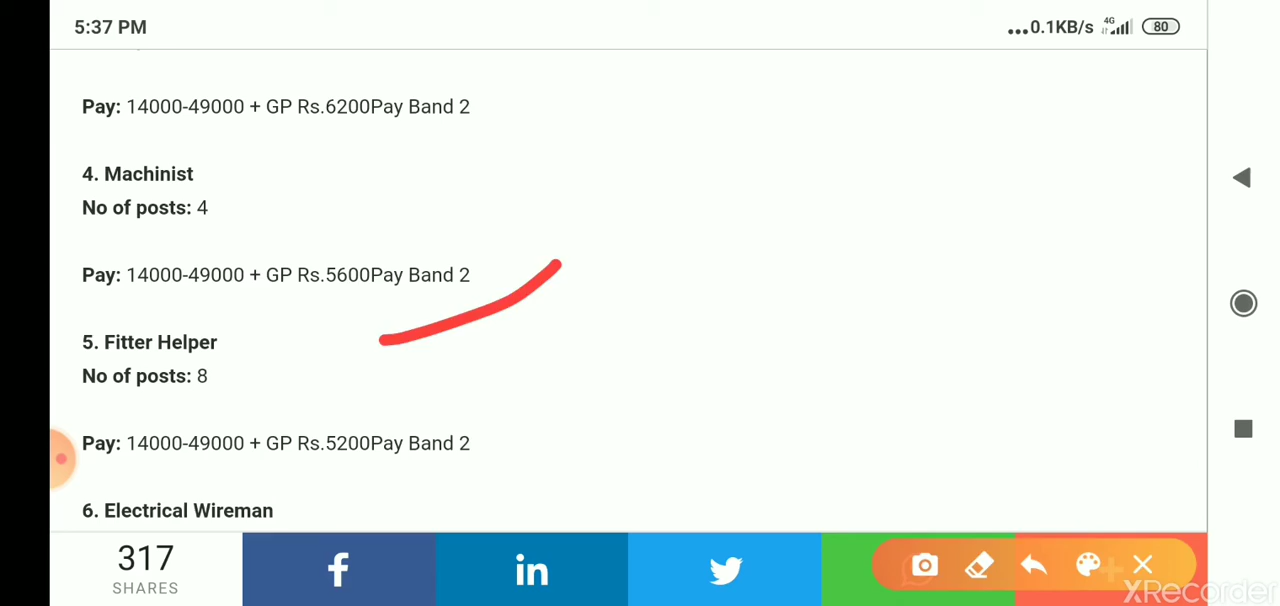 5:37 PM
...0.1KB/s 4G 80
Pay: 14000-49000 + GP Rs.6200Pay Band 2
4. Machinist
No of posts: 4
Pay: 14000-49000 + GP Rs.5600Pay Band 2
5. Fitter Helper
No of posts: 8
Pay: 14000-49000 + GP Rs.5200Pay Band 2
6. Electrical Wireman
317
SHARES
f
in
XRecorder